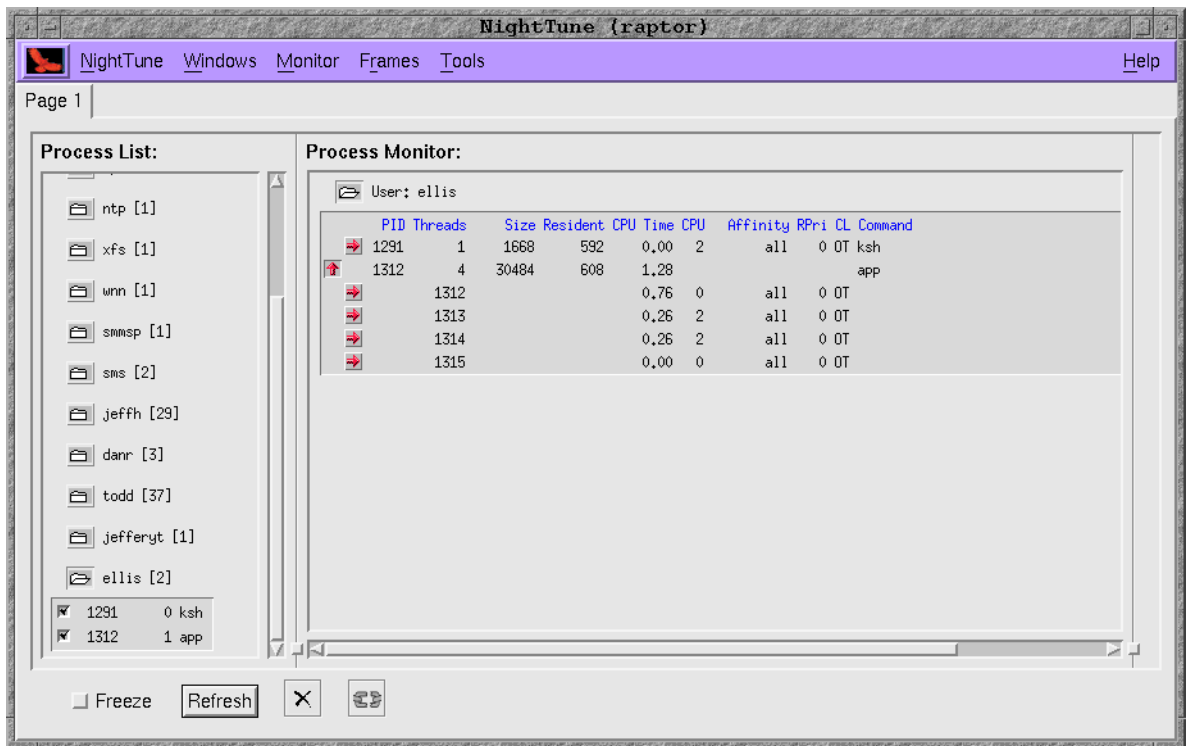 NightTune (raptor)
NightTune Windows Monitor Frames Tools Help
Page 1
Process List:
ntp [1]
xfs [1]
wnn [1]
smmsp [1]
sms [2]
jeffh [29]
danr [3]
todd [37]
jefferyt [1]
ellis [2]
1291 0 ksh
1312 1 app
Process Monitor:
User: ellis
PID Threads Size Resident CPU Time CPU Affinity RPri CL Command
1291 1 1668 592 0.00 2 all 0 OT ksh
1312 4 30484 608 1.28 app
1312 0.76 0 all 0 OT
1313 0.26 2 all 0 OT
1314 0.26 2 all 0 OT
1315 0.00 0 all 0 OT
Freeze Refresh